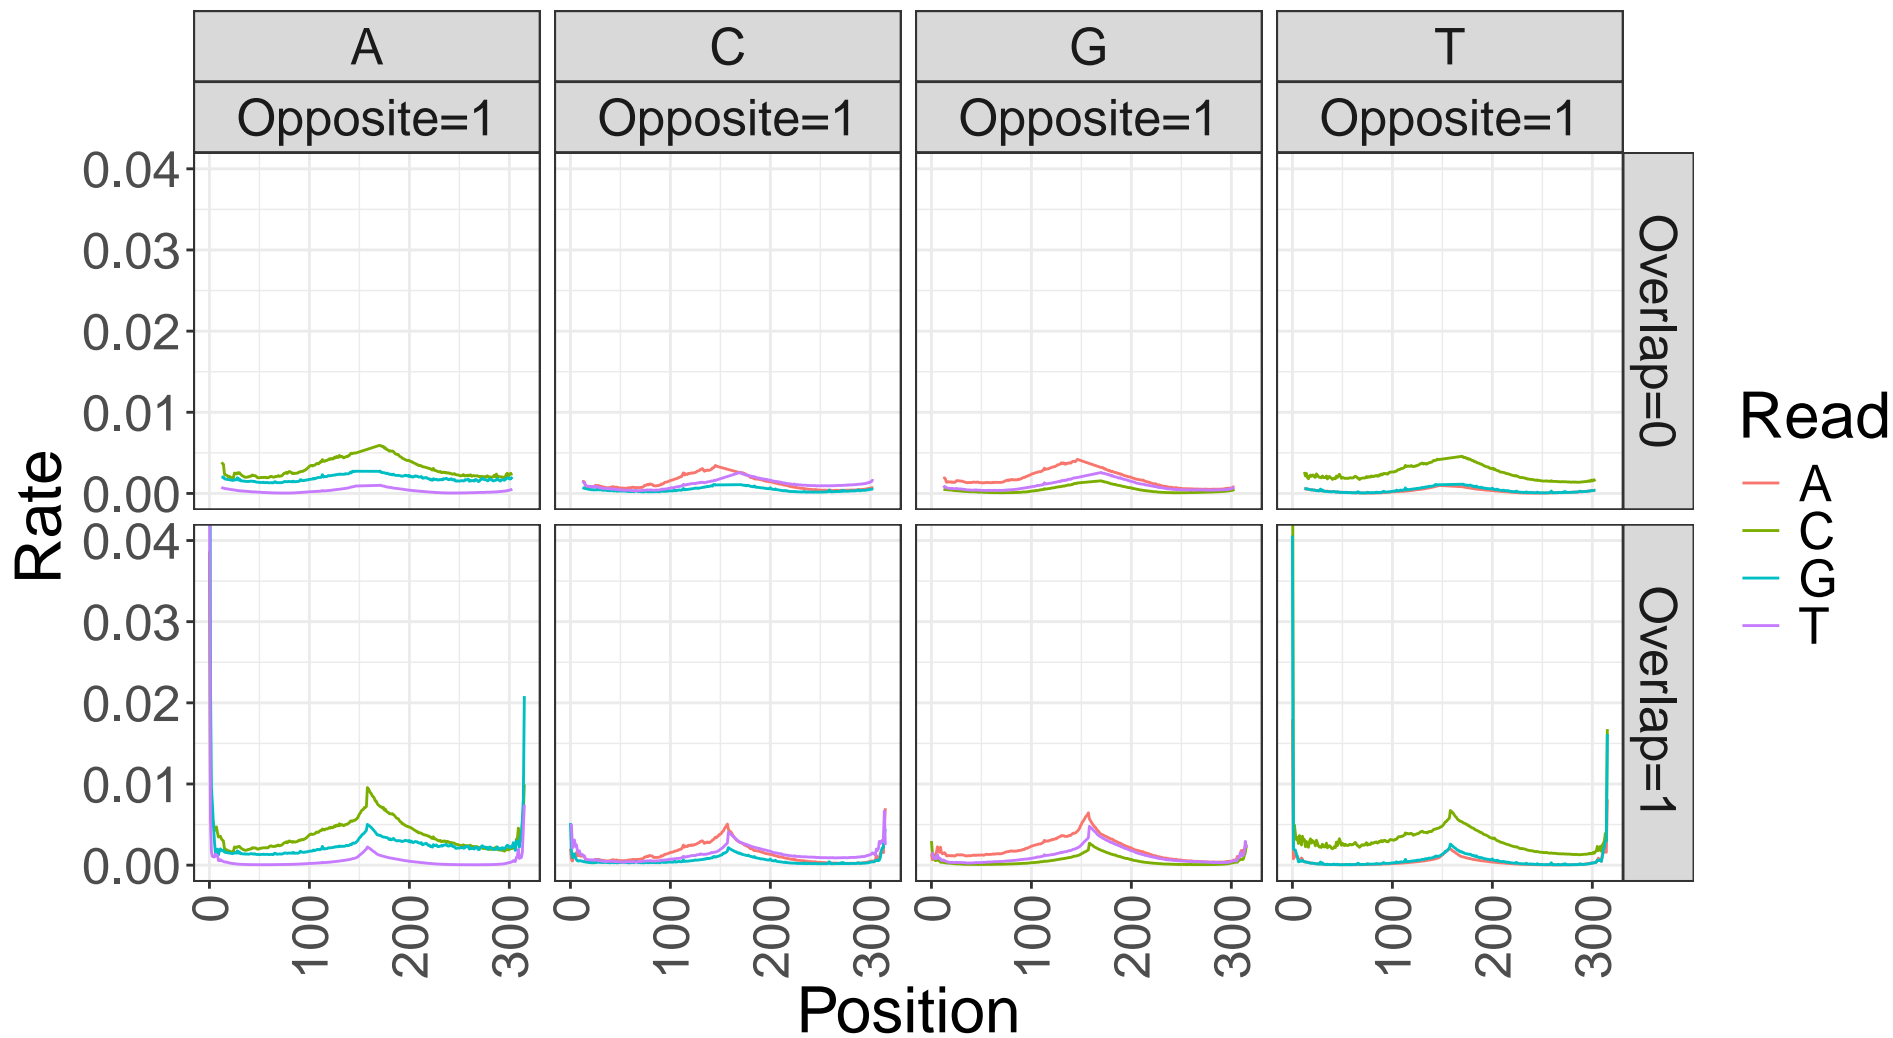 A C G T
Opposite=1 Opposite=1 Opposite=1 Opposite=1
0.04
0.03
0.02
0.01
0.00
Overlap=0
0.04
0.03
0.02
0.01
0.00
Overlap=1
Rate
0 100 200 300 0 100 200 300 0 100 200 300 0 100 200 300
Position
Read
A
C
G
T